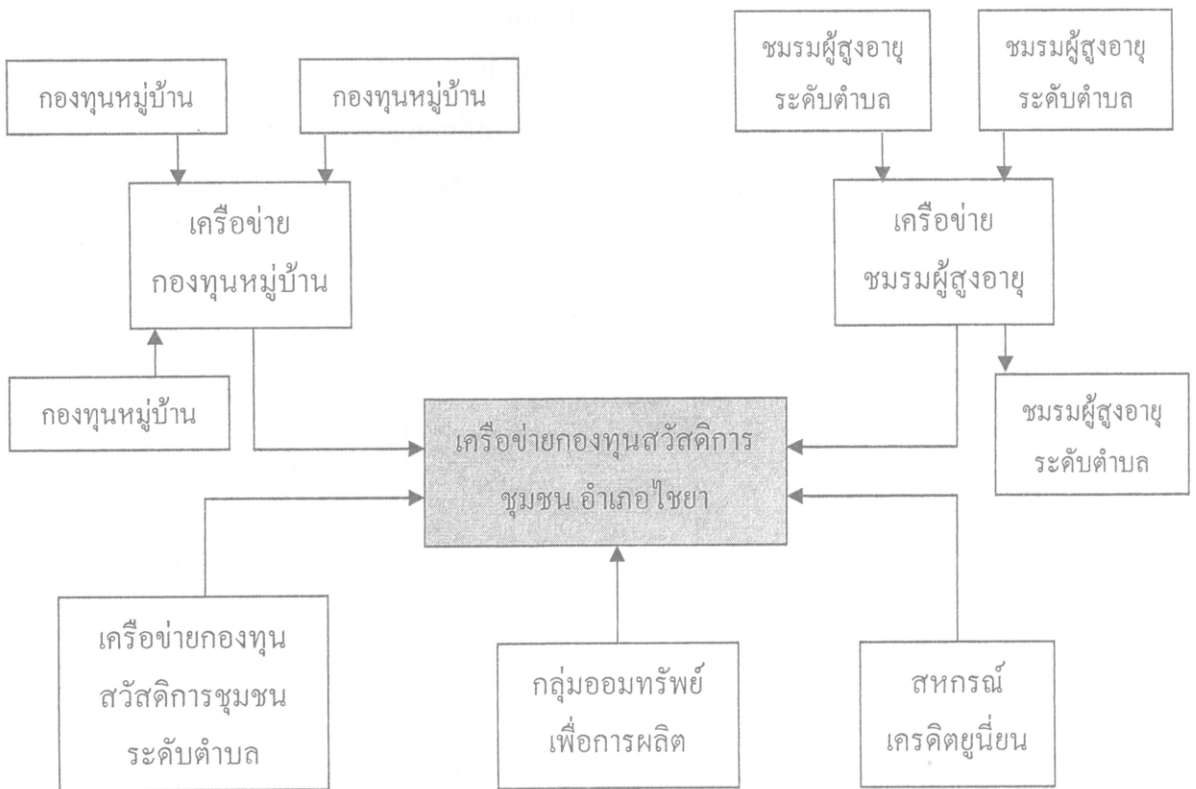 ชมรมผู้สูงอายุ
ระดับตำบล
ชมรมผู้สูงอายุ
ระดับตำบล
กองทุนหมู่บ้าน
กองทุนหมู่บ้าน
เครือข่าย
กองทุนหมู่บ้าน
เครือข่าย
ชมรมผู้สูงอายุ
กองทุนหมู่บ้าน
ชมรมผู้สูงอายุ
ระดับตำบล
เครือข่ายกองทุนสวัสดิการ
ชุมชน อำเภอไชยา
เครือข่ายกองทุน
สวัสดิการชุมชน
ระดับตำบล
กลุ่มออมทรัพย์
เพื่อการผลิต
สหกรณ์
เครดิตยูนี่ยน